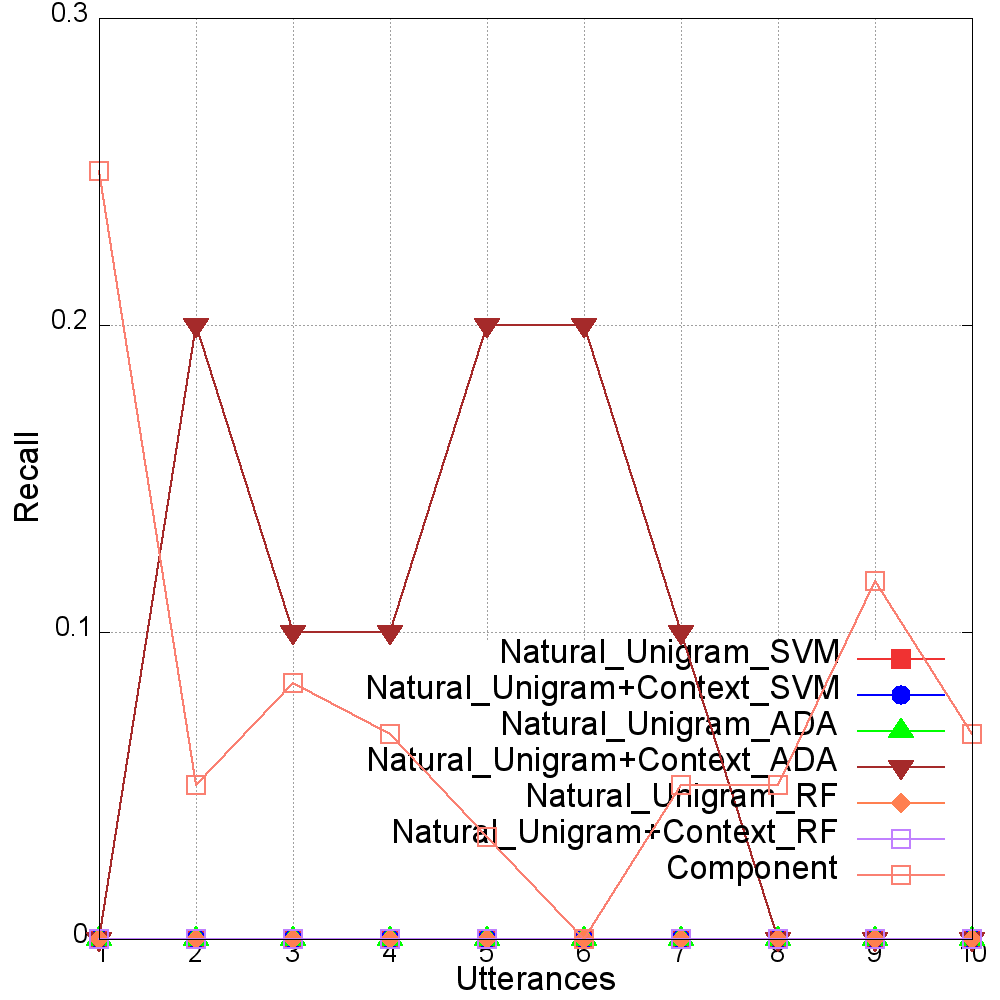 0.3
0.2
0.1
0
Recall
Natural_Unigram_SVM
Natural_Unigram+Context_SVM
Natural_Unigram_ADA
Natural_Unigram+Context_ADA
Natural_Unigram_RF
Natural_Unigram+Context_RF
Component
1 2 3 4 5 6 7 8 9 10
Utterances